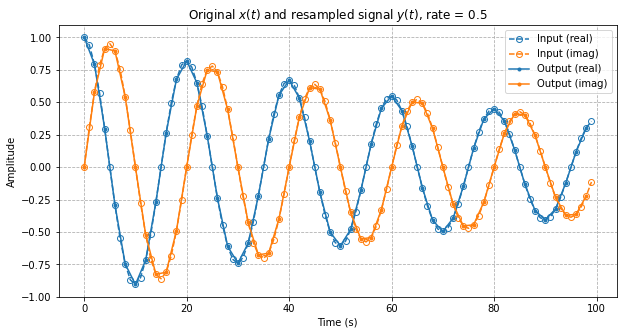 Original x(t) and resampled signal y(t), rate = 0.5
1.00
0.75
0.50
0.25
0.00
−0.25
−0.50
−0.75
−1.00
Amplitude
Input (real)
Input (imag)
Output (real)
Output (imag)
0
20
40
60
80
100
Time (s)